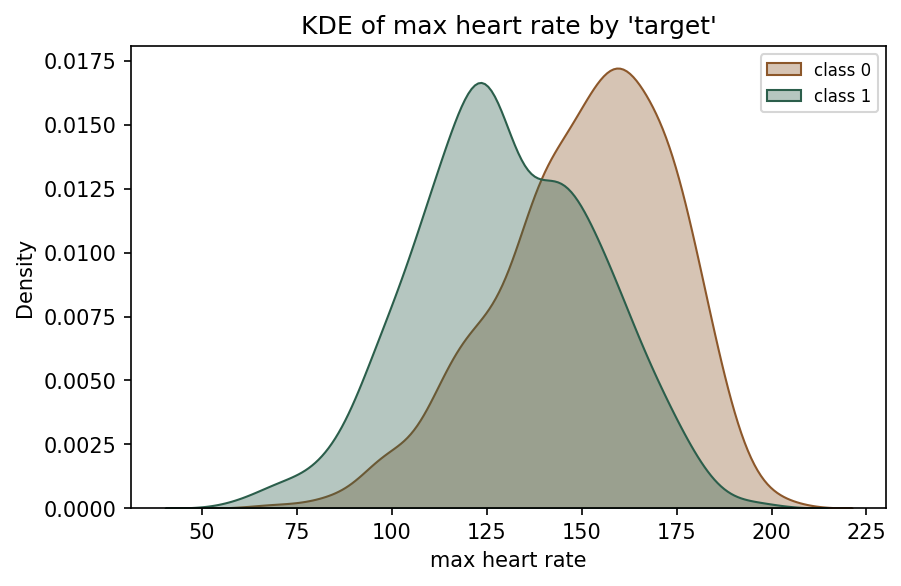 KDE of max heart rate by 'target'
class 0
class 1
Density
0.0175
0.0150
0.0125
0.0100
0.0075
0.0050
0.0025
0.0000
50 75 100 125 150 175 200 225
max heart rate